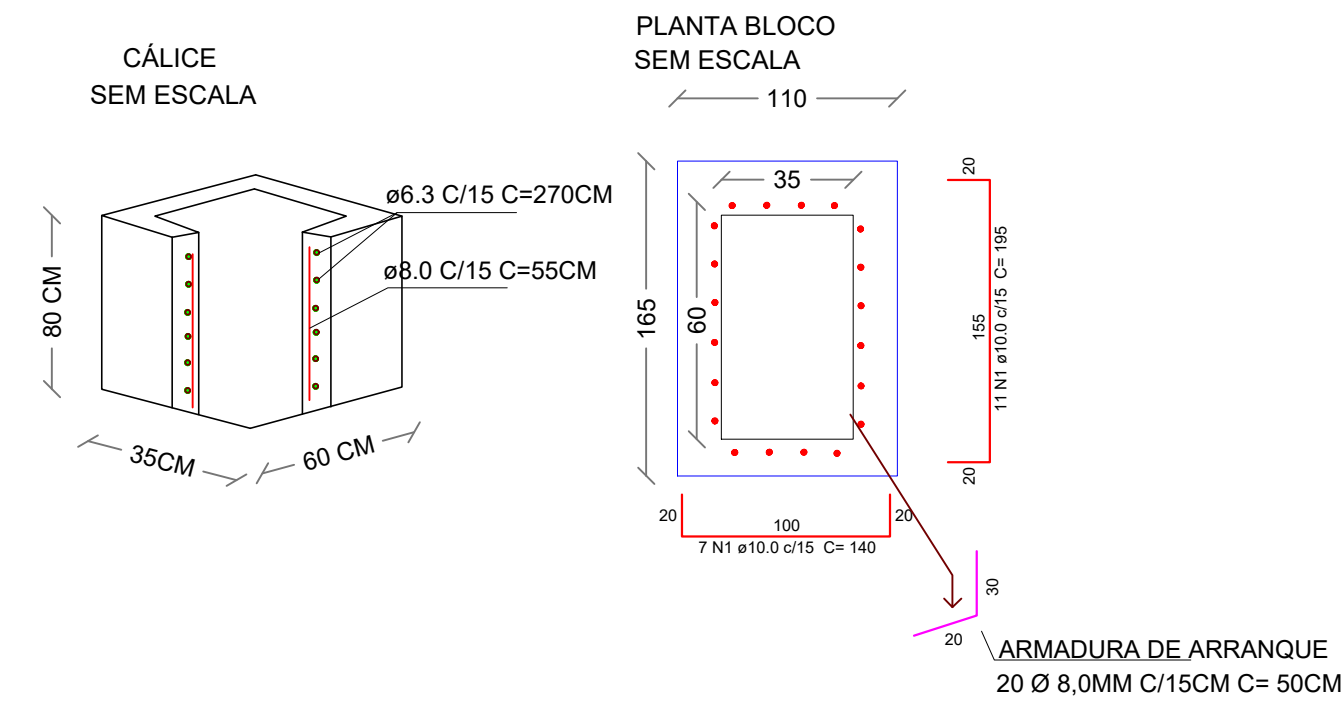 CÁLICE
SEM ESCALA
ø6.3 C/15 C=270CM
ø8.0 C/15 C=55CM
80 CM
35CM
60 CM
PLANTA BLOCO
SEM ESCALA
110
35
165
60
20
155
11 N1 ø10.0 c/15 C= 195
20
20
100
20
7 N1 ø10.0 c/15 C= 140
30
20
ARMADURA DE ARRANQUE
20 Ø 8,0MM C/15CM C= 50CM